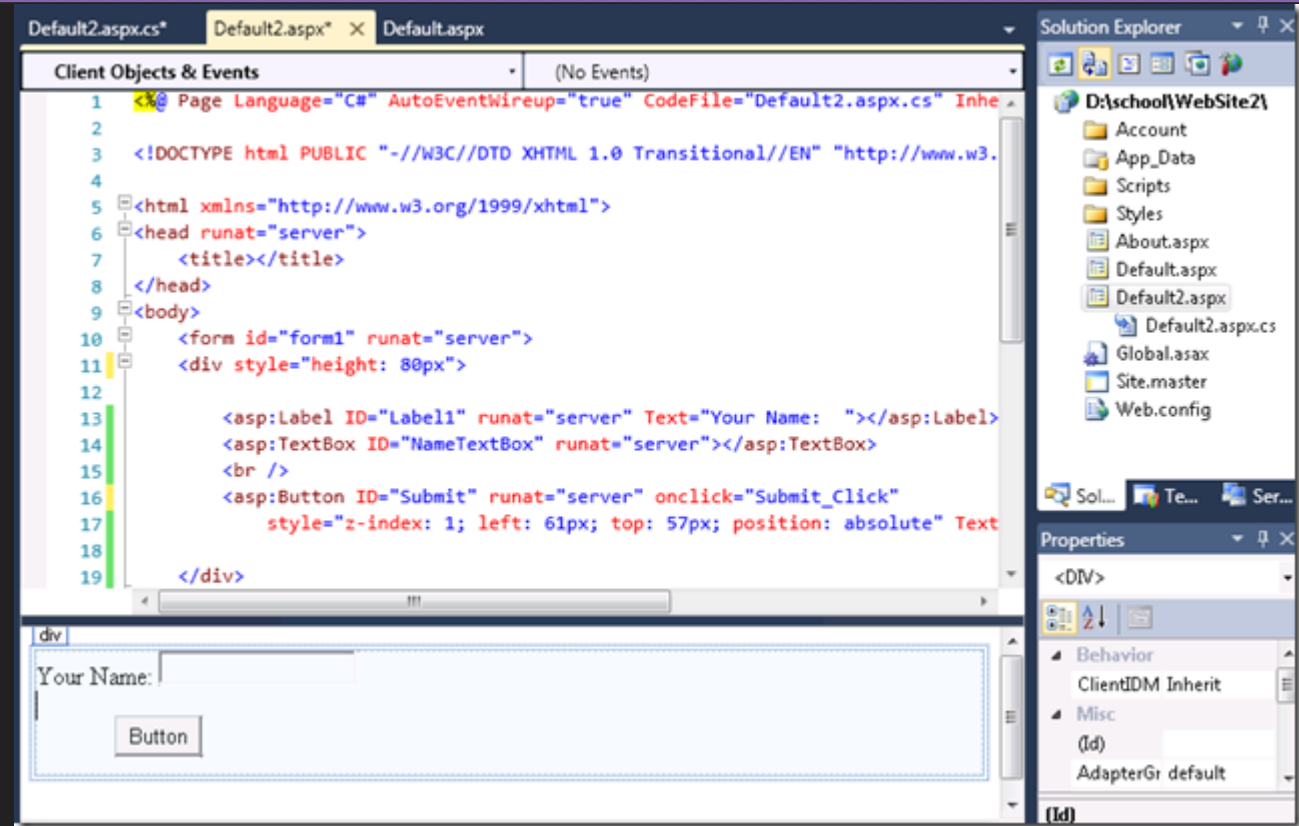 Default2.aspx.cs* Default2.aspx* Default.aspx
Client Objects & Events (No Events)
1 <%@ Page Language="C#" AutoEventWireup="true" CodeFile="Default2.aspx.cs" Inhe
2
3 <!DOCTYPE html PUBLIC "-//W3C//DTD XHTML 1.0 Transitional//EN" "http://www.w3.
4
5 <html xmlns="http://www.w3.org/1999/xhtml">
6 <head runat="server">
7 <title></title>
8 </head>
9 <body>
10 <form id="form1" runat="server">
11 <div style="height: 80px">
12
13 <asp:Label ID="Label1" runat="server" Text="Your Name:  "></asp:Label>
14 <asp:TextBox ID="NameTextBox" runat="server"></asp:TextBox>
15 <br />
16 <asp:Button ID="Submit" runat="server" onclick="Submit_Click"
17 style="z-index: 1; left: 61px; top: 57px; position: absolute" Text
18
19 </div>
div
Your Name:
Button
Solution Explorer
D:\school\WebSite2\
Account
App_Data
Scripts
Styles
About.aspx
Default.aspx
Default2.aspx
Default2.aspx.cs
Global.asax
Site.master
Web.config
Sol... Te... Ser...
Properties
<DIV>
Behavior
ClientIDM Inherit
Misc
(Id)
AdapterGr default
(Id)